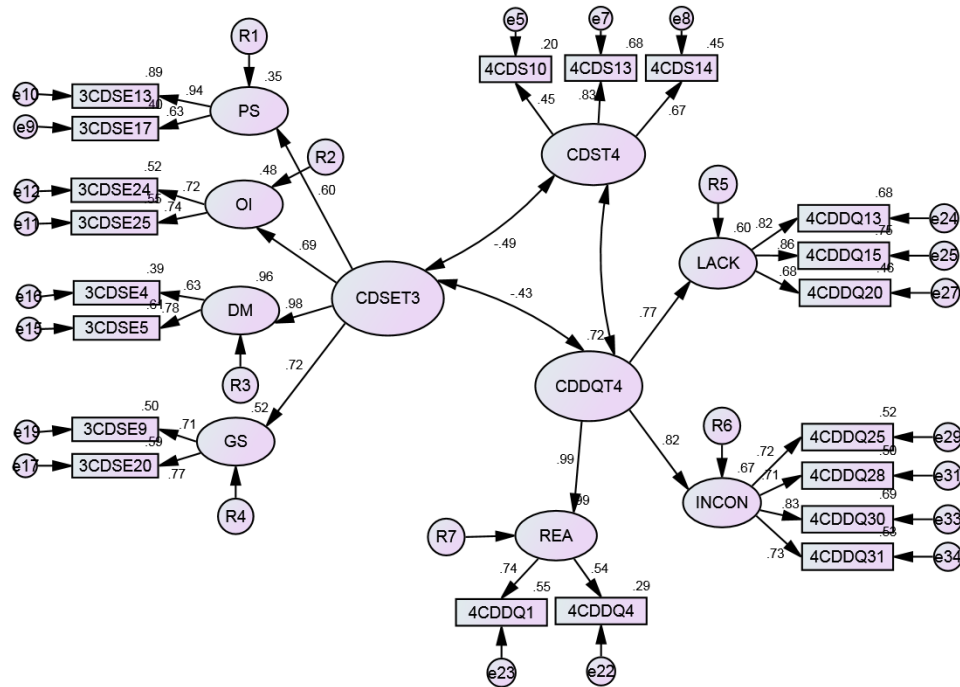 R1
.35
PS
e10
.89
3CDSE13
.94
e9
.40
3CDSE17
.63
R2
.48
OI
e12
.52
3CDSE24
.72
e11
.55
3CDSE25
.74
.60
.69
CDSET3
.96
DM
.98
e16
.39
3CDSE4
.63
e15
.61
3CDSE5
.78
R3
.72
.52
GS
e19
.50
3CDSE9
.71
e17
.59
3CDSE20
.77
R4
e5
.20
4CDS10
.45
e7
.68
4CDS13
.83
e8
.45
4CDS14
.67
CDST4
-.49
-.43
.72
CDDQT4
R5
.60
LACK
.77
.82
.68
4CDDQ13
e24
.86
.75
4CDDQ15
e25
.68
.46
4CDDQ20
e27
.82
R6
.67
INCON
.72
.52
4CDDQ25
e29
.71
.50
4CDDQ28
e31
.83
.69
4CDDQ30
e33
.73
.53
4CDDQ31
e34
.99
.99
R7
REA
.74
.55
4CDDQ1
e23
.54
.29
4CDDQ4
e22